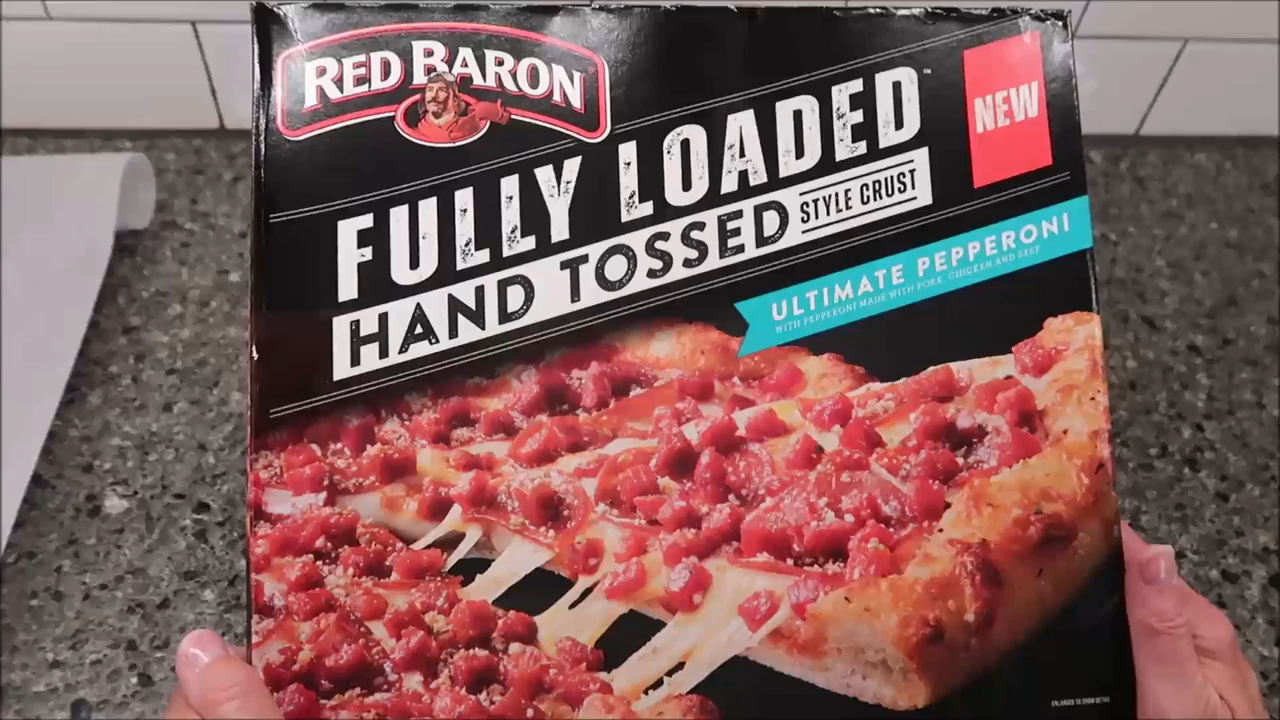 RED BARON
FULLY LOADED™
NEW
HAND TOSSED STYLE CRUST
ULTIMATE PEPPERONI
WITH PEPPERONI MADE WITH PORK, CHICKEN AND BEEF
ENLARGED TO SHOW DETAIL